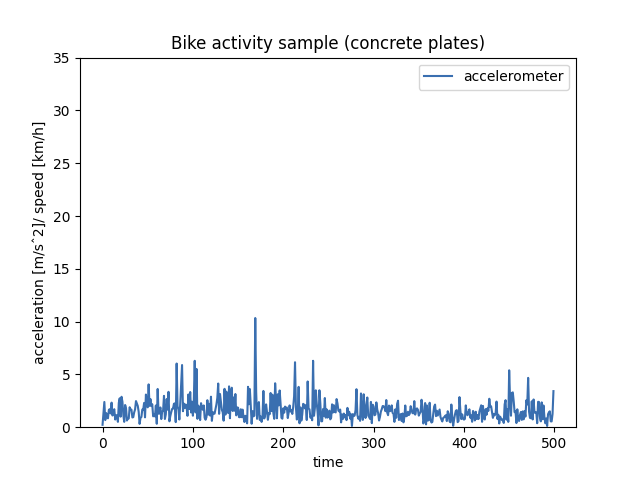 Bike activity sample (concrete plates)
accelerometer
acceleration [m/sˆ2]/ speed [km/h]
35
30
25
20
15
10
5
0
0 100 200 300 400 500
time